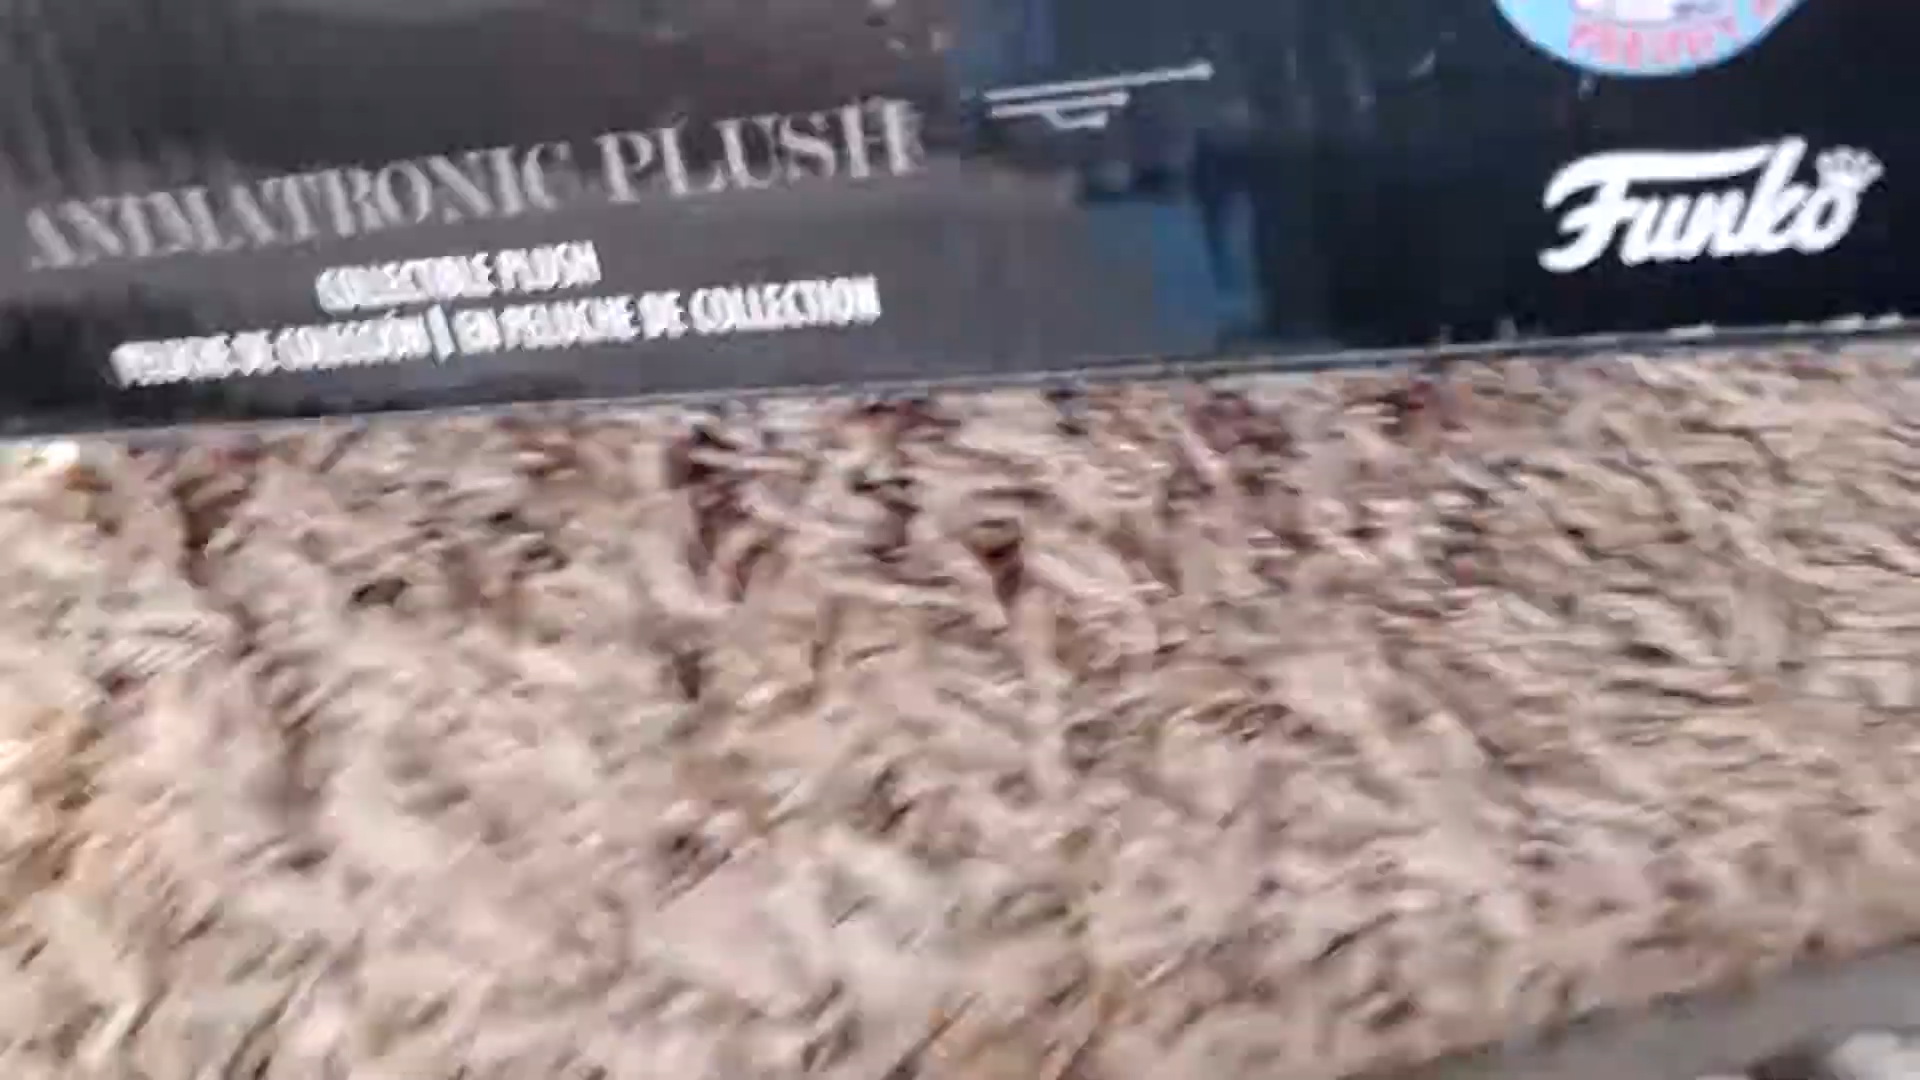 ANIMATRONIC PLUSH
COLLECTIBLE PLUSH
PELUCHE DE COLECCIÓN | EN PELUCHE DE COLLECTION
Funko